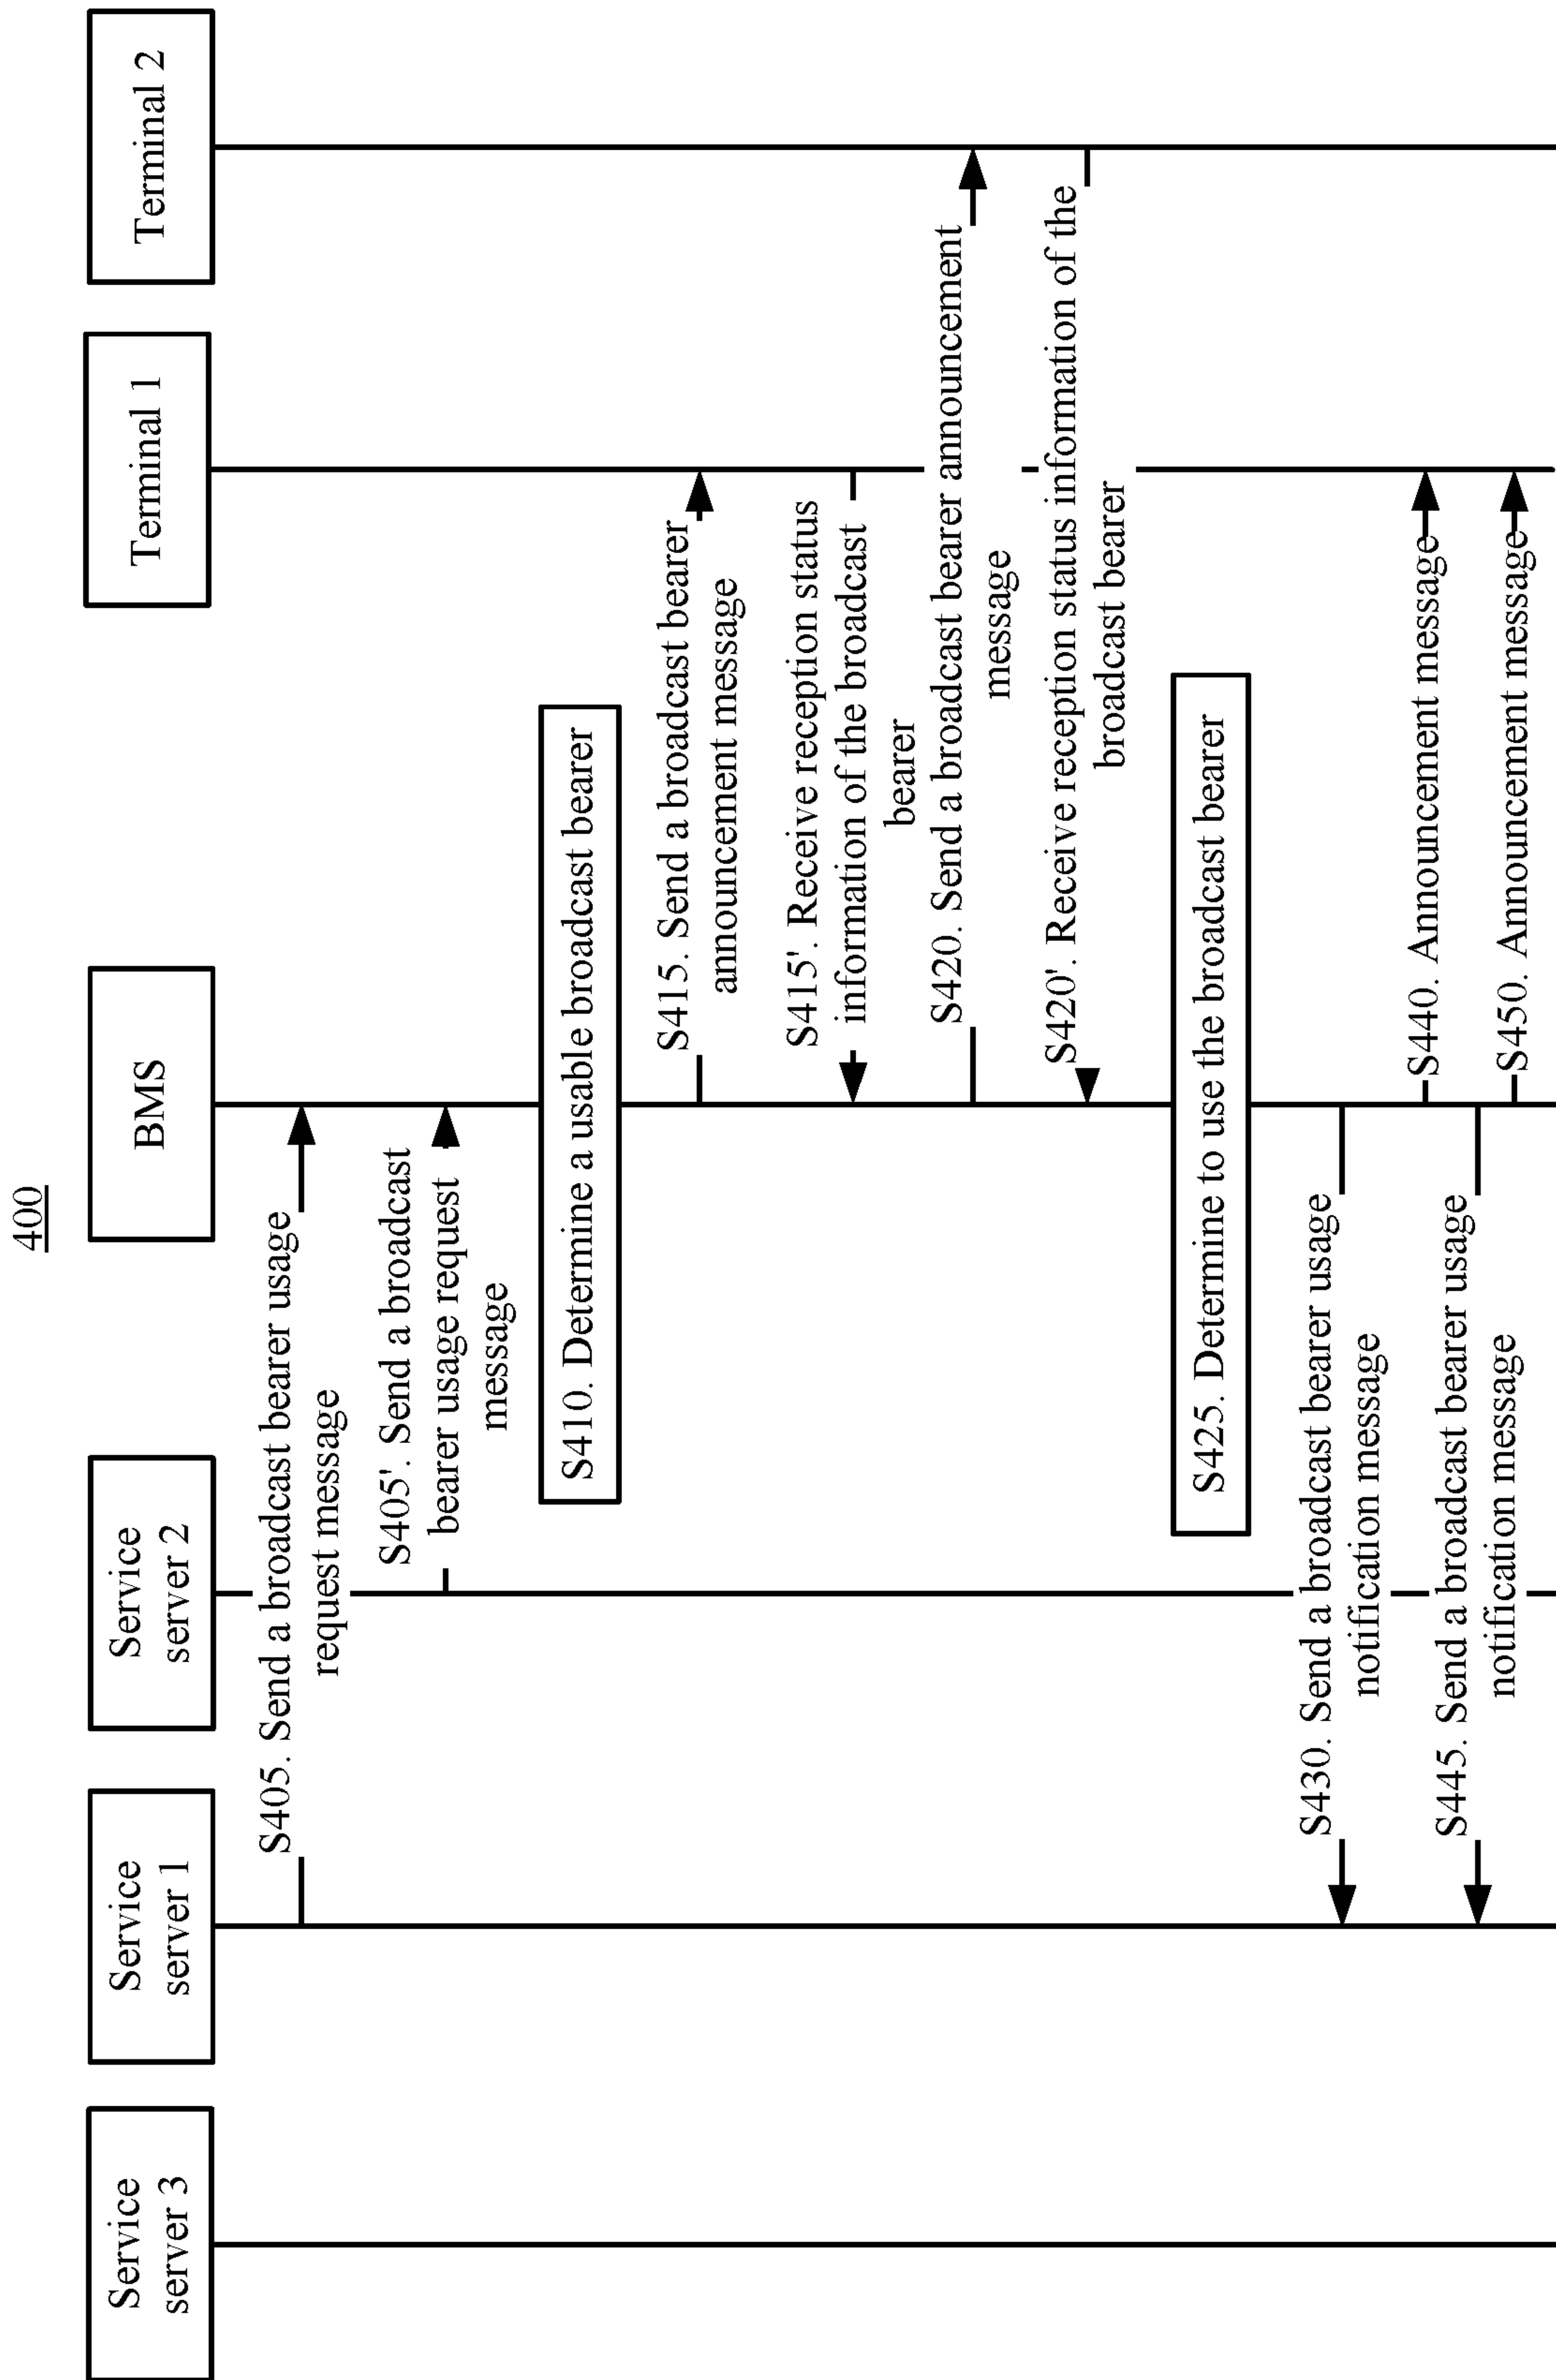 400
Service
server 3
Service
server 1
Service
server 2
BMS
Terminal 1
Terminal 2
S405. Send a broadcast bearer usage
request message
S405'. Send a broadcast
bearer usage request
message
S410. Determine a usable broadcast bearer
S415. Send a broadcast bearer
announcement message
S415'. Receive reception status
information of the broadcast
bearer
S420. Send a broadcast bearer announcement
message
S420'. Receive reception status information of the
broadcast bearer
S425. Determine to use the broadcast bearer
S430. Send a broadcast bearer usage
notification message
S440. Announcement message
S445. Send a broadcast bearer usage
notification message
S450. Announcement message